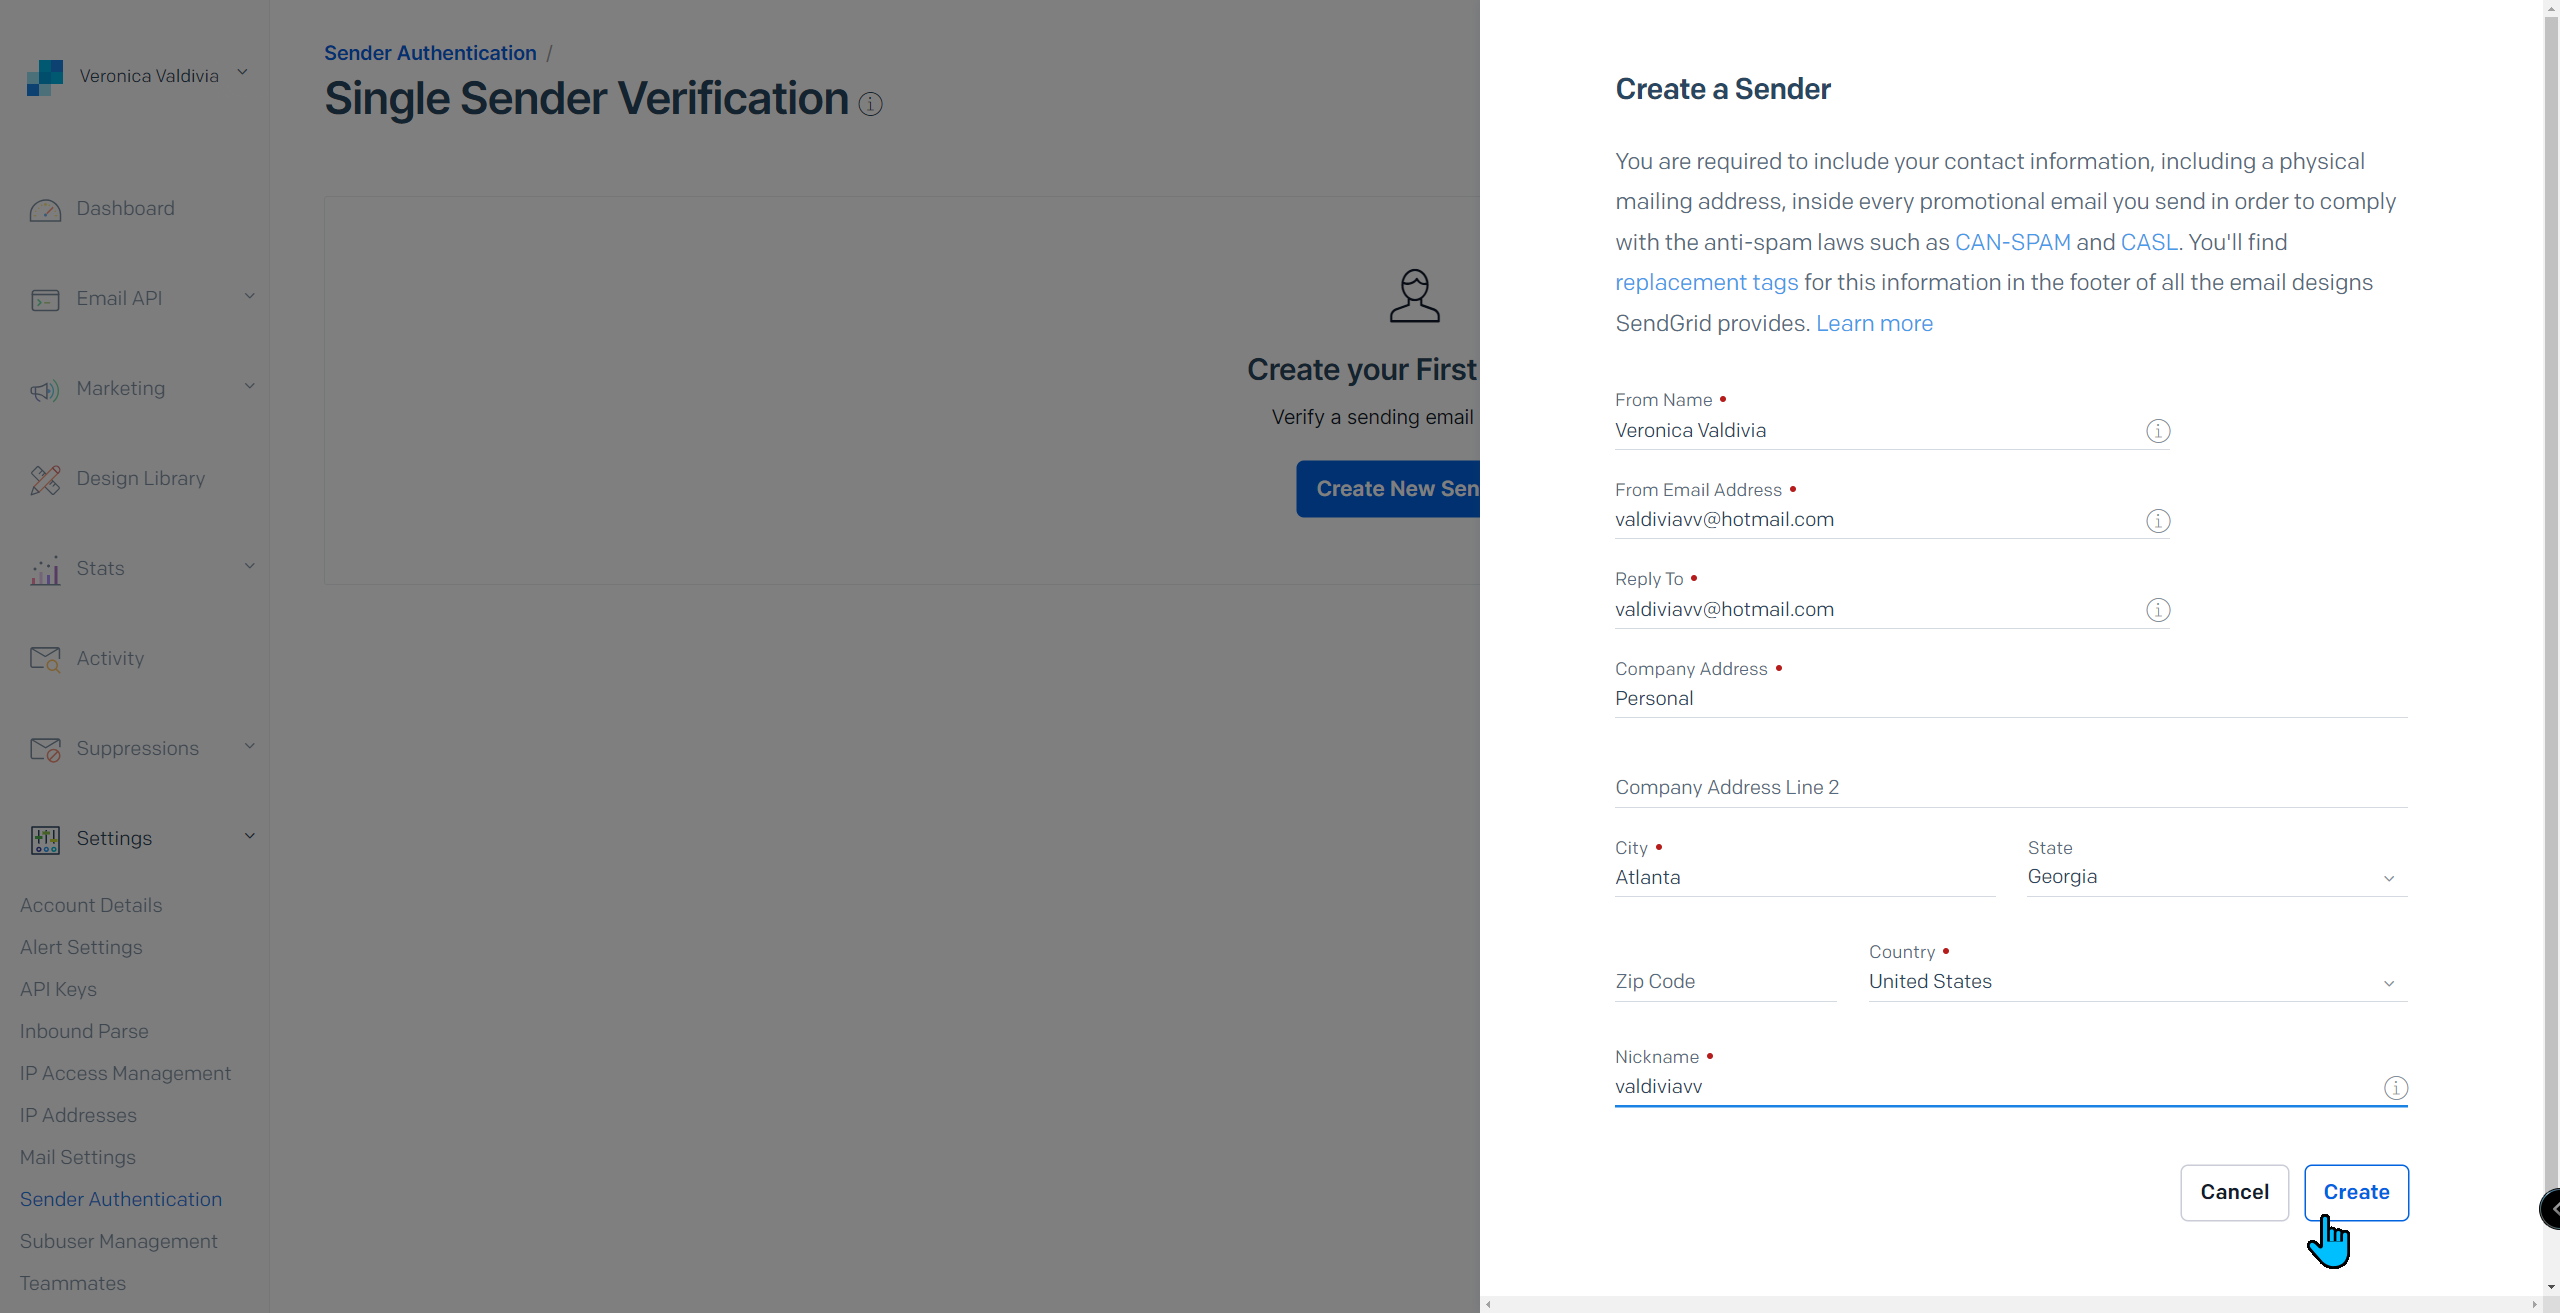 Veronica Valdivia
Dashboard
Email API
Marketing
Design Library
Stats
Activity
Suppressions
Settings
Account Details
Alert Settings
API Keys
Inbound Parse
IP Access Management
IP Addresses
Mail Settings
Sender Authentication
Subuser Management
Teammates
Sender Authentication /
Single Sender Verification
Create your First
Verify a sending email
Create New Sen
Create a Sender
You are required to include your contact information, including a physical
mailing address, inside every promotional email you send in order to comply
with the anti-spam laws such as CAN-SPAM and CASL. You'll find
replacement tags for this information in the footer of all the email designs
SendGrid provides. Learn more
From Name •
Veronica Valdivia
From Email Address •
valdiviavv@hotmail.com
Reply To •
valdiviavv@hotmail.com
Company Address •
Personal
Company Address Line 2
City • State
Atlanta Georgia
Country •
Zip Code United States
Nickname •
valdiviavv
Cancel Create